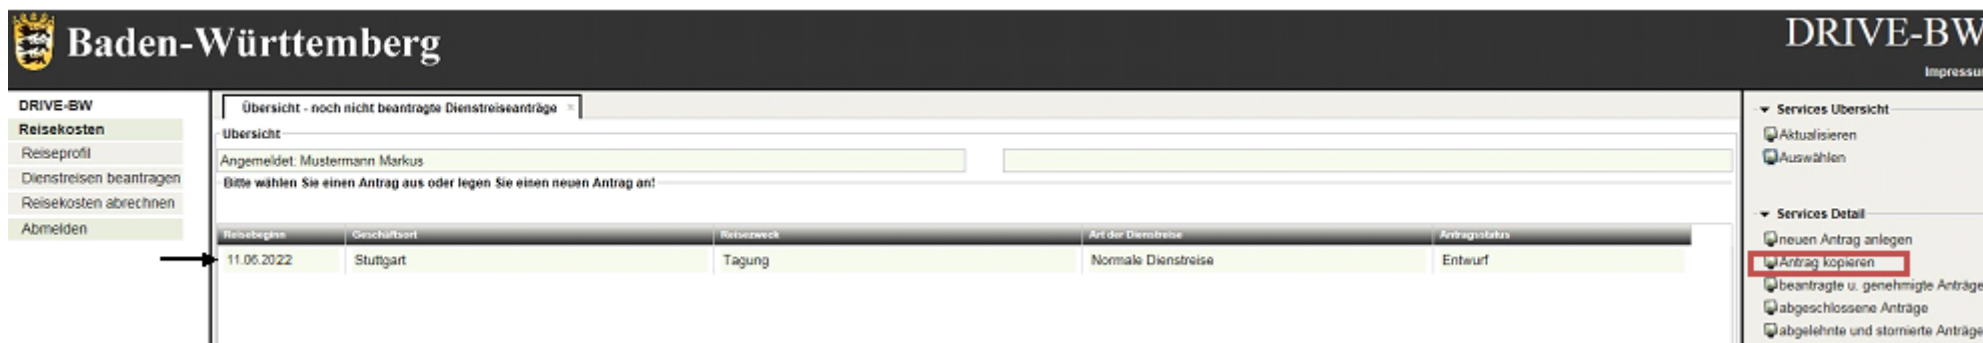 Baden-Württemberg
DRIVE-BW
Impressu
DRIVE-BW
Reisekosten
Reiseprofil
Dienstreisen beantragen
Reisekosten abrechnen
Abmelden
Übersicht - noch nicht beantragte Dienstreiseanträge
Übersicht
Angemeldet: Mustermann Markus
Bitte wählen Sie einen Antrag aus oder legen Sie einen neuen Antrag an!
Reisebeginn Geschäftsort Reisezweck Art der Dienstreise Antragsstatus
11.06.2022 Stuttgart Tagung Normale Dienstreise Entwurf
Services Übersicht
Aktualisieren
Auswählen
Services Detail
neuen Antrag anlegen
Antrag kopieren
beantragte u. genehmigte Anträge
abgeschlossene Anträge
abgelehnte und stornierte Anträge